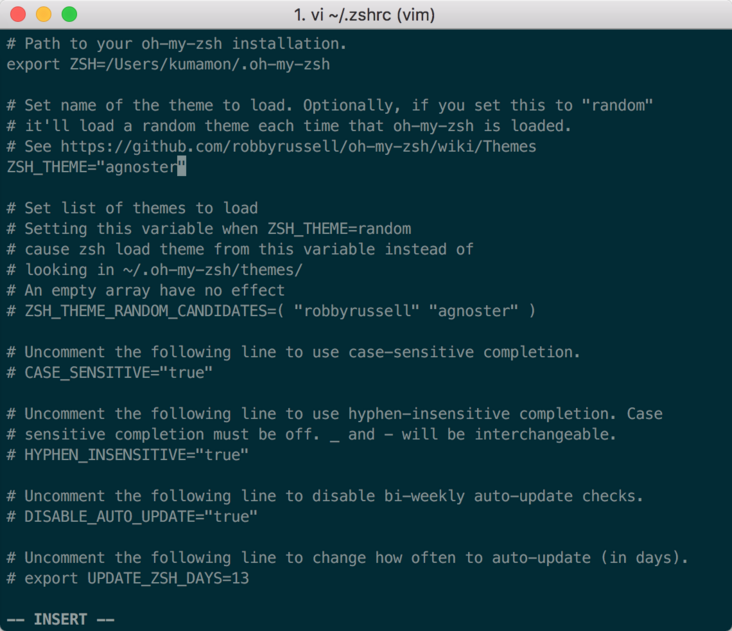 1. vi ~/.zshrc (vim)
# Path to your oh-my-zsh installation.
export ZSH=/Users/kumamon/.oh-my-zsh
# Set name of the theme to load. Optionally, if you set this to "random"
# it'll load a random theme each time that oh-my-zsh is loaded.
# See https://github.com/robbyrussell/oh-my-zsh/wiki/Themes
ZSH_THEME="agnoster"
# Set list of themes to load
# Setting this variable when ZSH_THEME=random
# cause zsh load theme from this variable instead of
# looking in ~/.oh-my-zsh/themes/
# An empty array have no effect
# ZSH_THEME_RANDOM_CANDIDATES=( "robbyrussell" "agnoster" )
# Uncomment the following line to use case-sensitive completion.
# CASE_SENSITIVE="true"
# Uncomment the following line to use hyphen-insensitive completion. Case
# sensitive completion must be off. _ and - will be interchangeable.
# HYPHEN_INSENSITIVE="true"
# Uncomment the following line to disable bi-weekly auto-update checks.
# DISABLE_AUTO_UPDATE="true"
# Uncomment the following line to change how often to auto-update (in days).
# export UPDATE_ZSH_DAYS=13
-- INSERT --